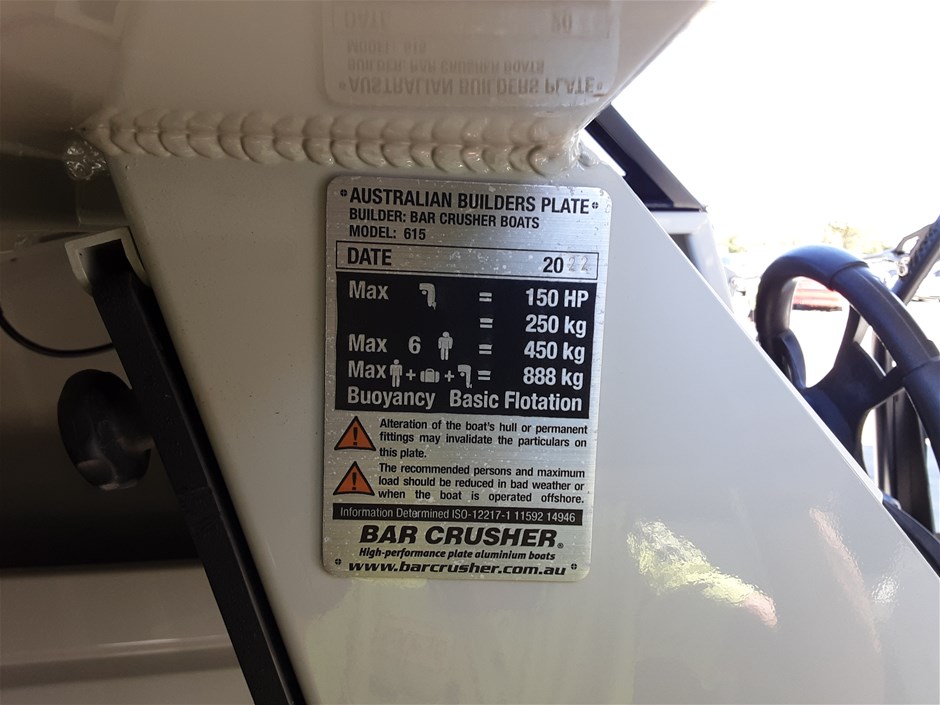 AUSTRALIAN BUILDERS PLATE
BUILDER: BAR CRUSHER BOATS
MODEL: 615
DATE 2022
Max = 150 HP
= 250 kg
Max 6 = 450 kg
Max + + = 888 kg
Buoyancy Basic Flotation
Alteration of the boat's hull or permanent
fittings may invalidate the particulars on
this plate.
The recommended persons and maximum
load should be reduced in bad weather or
when the boat is operated offshore.
Information Determined ISO-12217-1 11592 14946
BAR CRUSHER®
High-performance plate aluminium boats
www.barcrusher.com.au